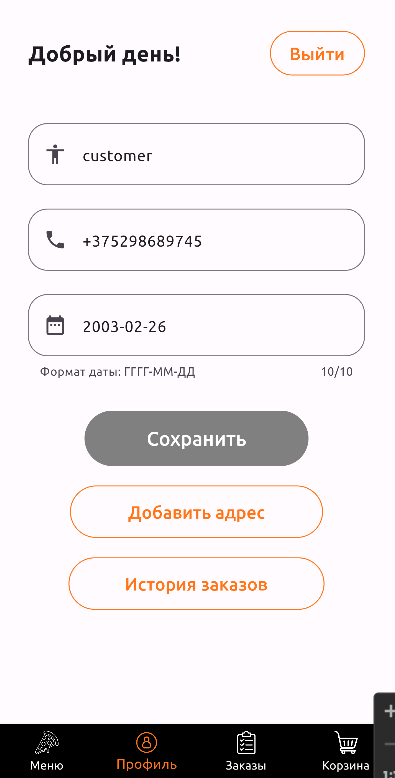 Добрый день!
Выйти
customer
+375298689745
2003-02-26
Формат даты: ГГГГ-ММ-ДД
10/10
Сохранить
Добавить адрес
История заказов
Меню
Профиль
Заказы
Корзина